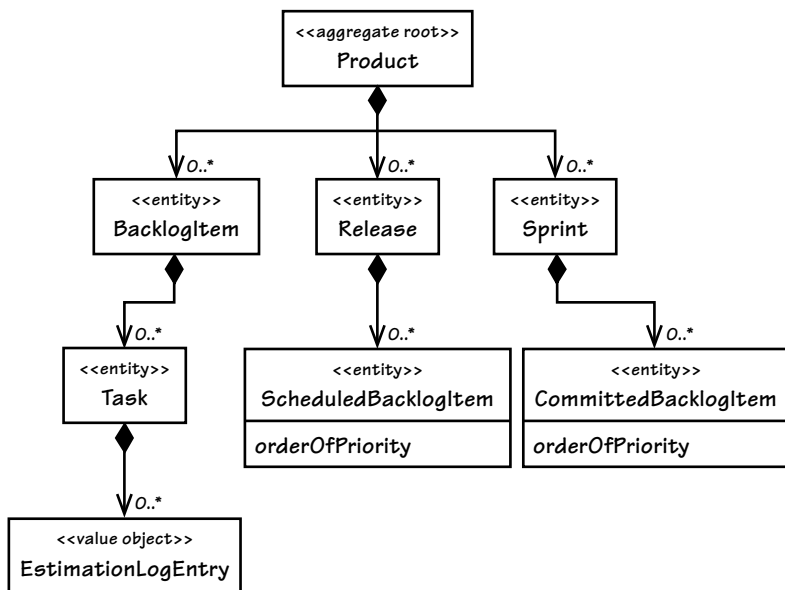 <<aggregate root>>
Product
0..*
0..*
0..*
<<entity>>
BacklogItem
<<entity>>
Release
<<entity>>
Sprint
0..*
0..*
0..*
<<entity>>
Task
<<entity>>
ScheduledBacklogItem
orderOfPriority
<<entity>>
CommittedBacklogItem
orderOfPriority
0..*
<<value object>>
EstimationLogEntry